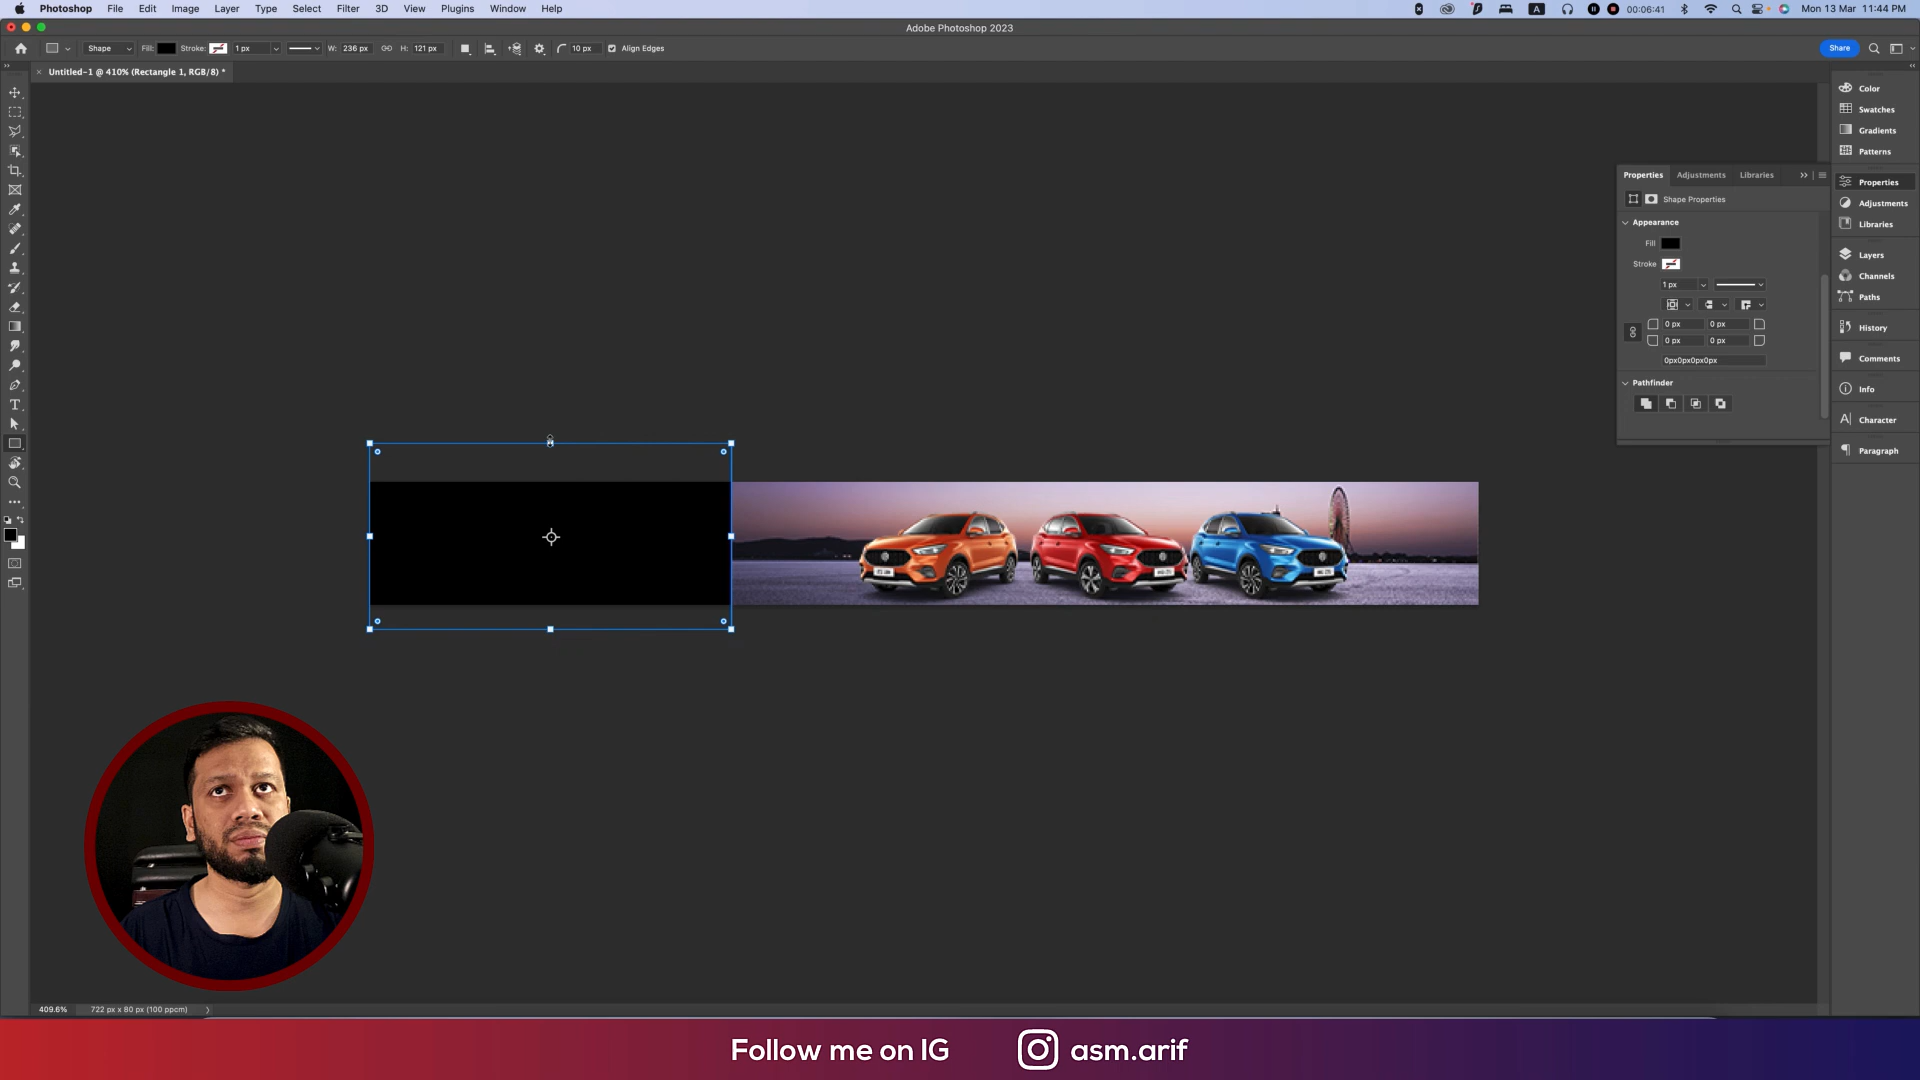 Photoshop File Edit Image Layer Type Select Filter 3D View Plugins Window Help A 00:06:41 Mon 13 Mar 11:44 PM
Adobe Photoshop 2023
Shape Fill: Stroke: 1 px W: 236 px H: 121 px 10 px Align Edges Share
Untitled-1 @ 410% (Rectangle 1, RGB/8) *
Color
Swatches
Gradients
Patterns
Properties Adjustments Libraries
Shape Properties
Appearance
Fill
Stroke
1 px
0 px 0 px
0 px 0 px
0px0px0px0px
Pathfinder
Properties
Adjustments
Libraries
Layers
Channels
Paths
History
Comments
Info
Character
Paragraph
409.6% 722 px x 80 px (100 ppcm)
Follow me on IG asm.arif